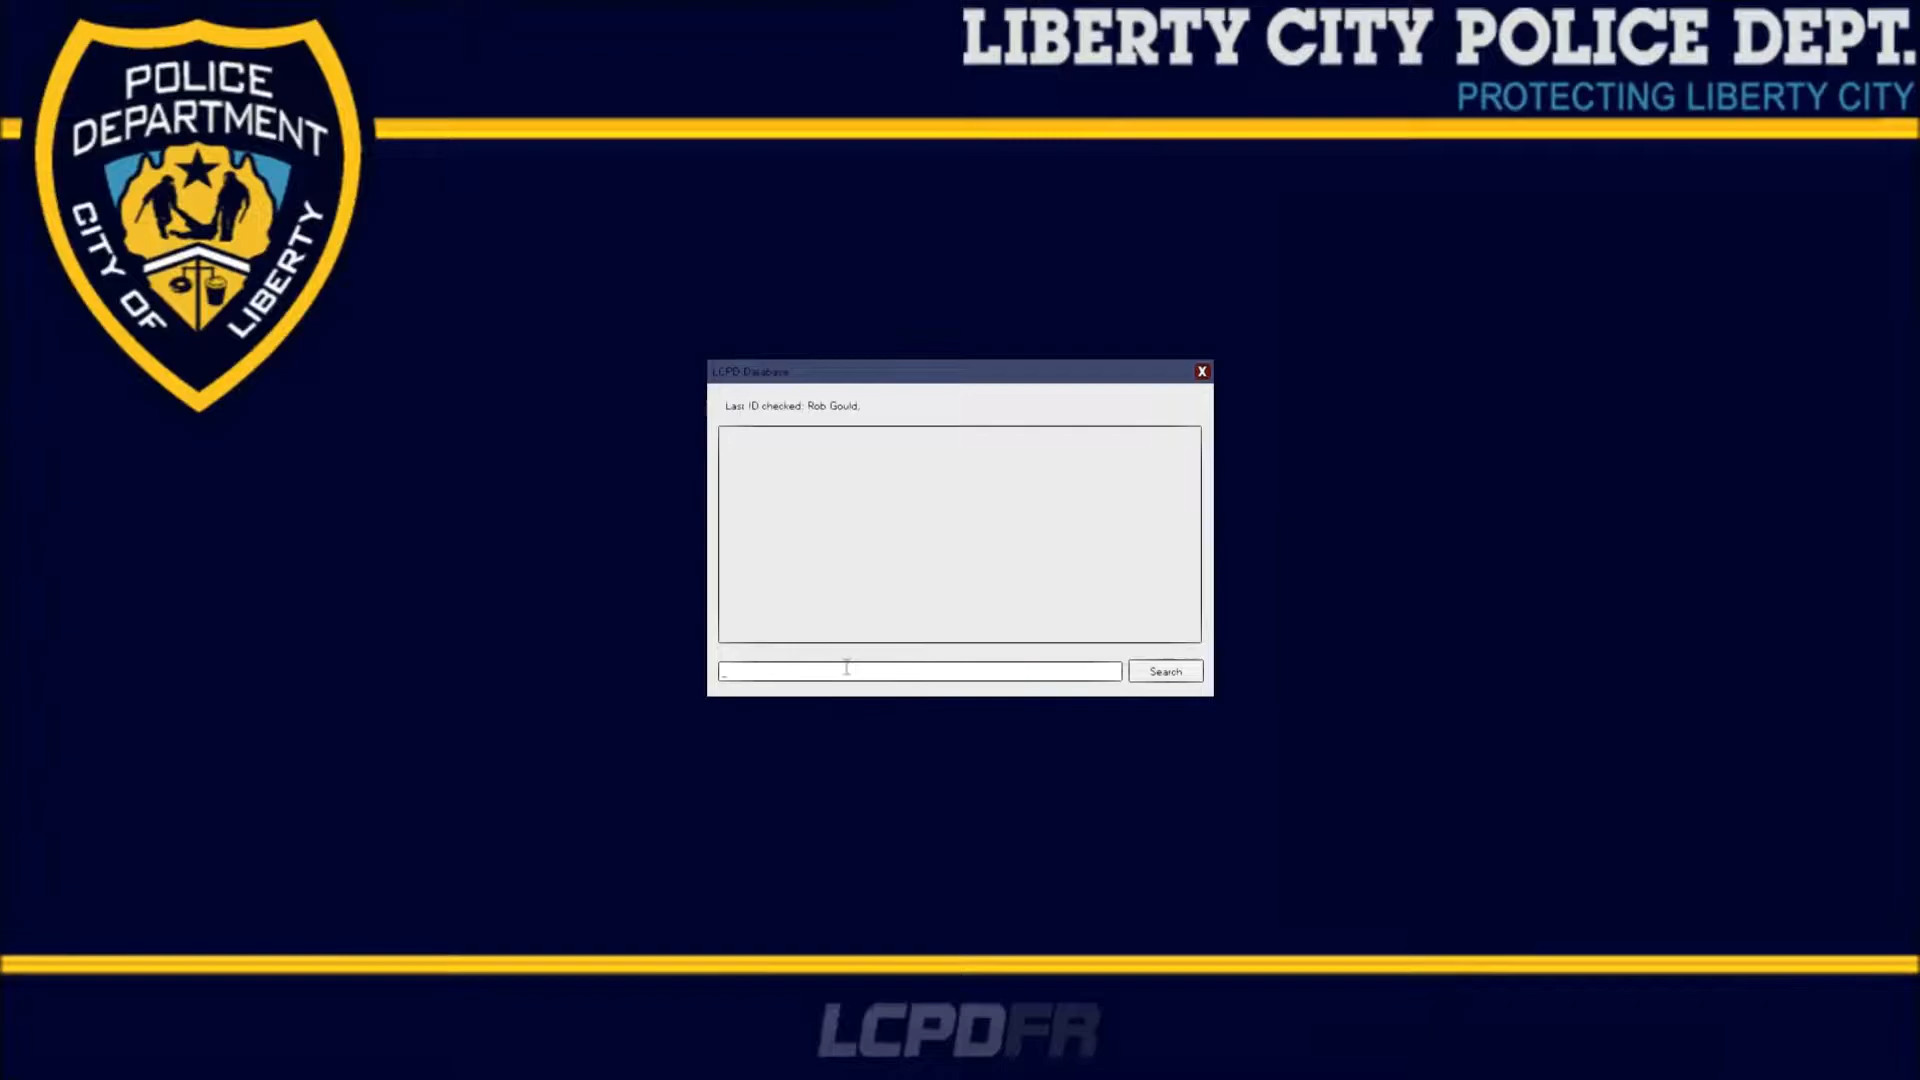 LIBERTY CITY POLICE DEPT.
PROTECTING LIBERTY CITY
POLICE
DEPARTMENT
CITY OF LIBERTY
LCPD Database
X
Last ID checked: Rob Gould.
_
Search
LCPDFR